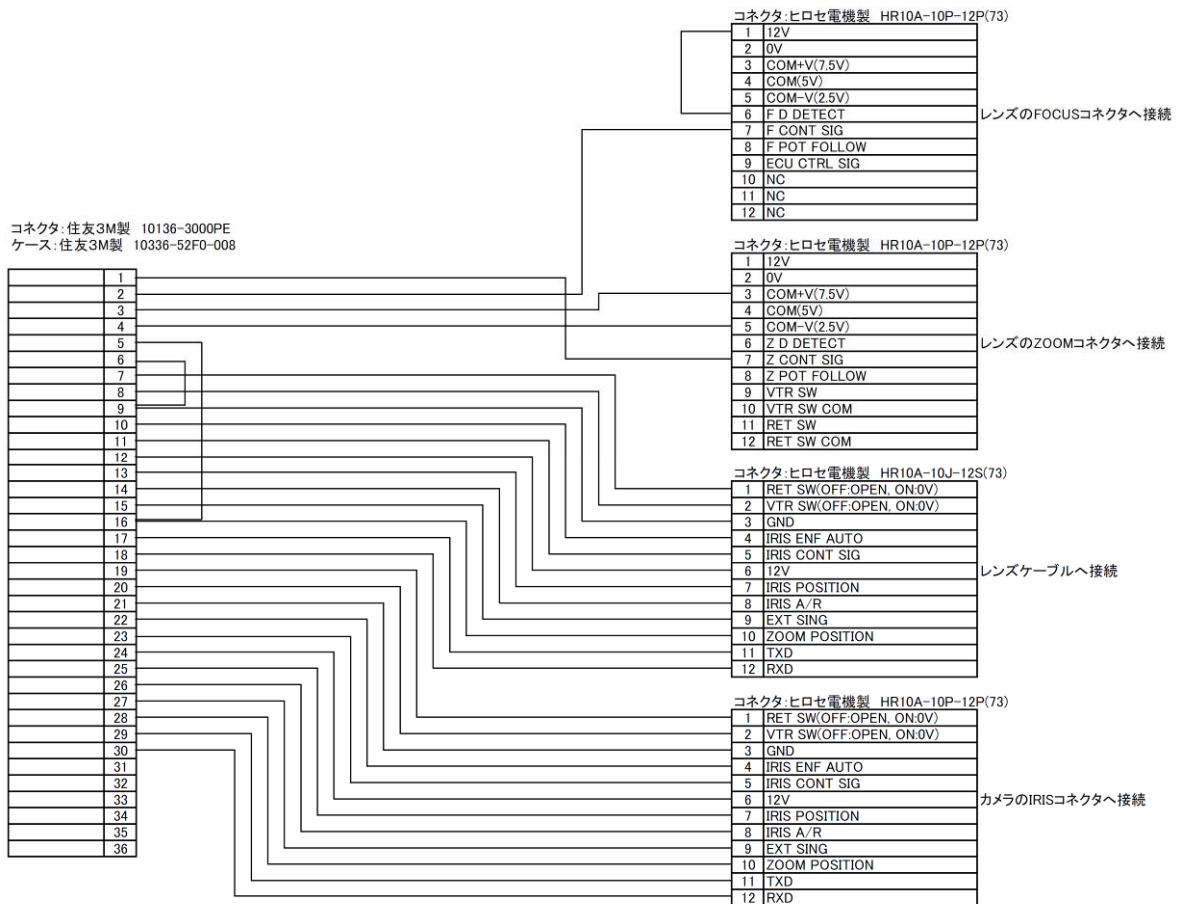 コネクタ:ヒロセ電機製 HR10A-10P-12P(73)
1 12V
2 0V
3 COM+V(7.5V)
4 COM(5V)
5 COM-V(2.5V)
6 F D DETECT
レンズのFOCUSコネクタへ接続
7 F CONT SIG
8 F POT FOLLOW
9 ECU CTRL SIG
10 NC
11 NC
12 NC
コネクタ:住友3M製 10136-3000PE
ケース:住友3M製 10336-52F0-008
1
2
3
4
5
6
7
8
9
10
11
12
13
14
15
16
17
18
19
20
21
22
23
24
25
26
27
28
29
30
31
32
33
34
35
36
コネクタ:ヒロセ電機製 HR10A-10P-12P(73)
1 12V
2 0V
3 COM+V(7.5V)
4 COM(5V)
5 COM-V(2.5V)
6 Z D DETECT
レンズのZOOMコネクタへ接続
7 Z CONT SIG
8 Z POT FOLLOW
9 VTR SW
10 VTR SW COM
11 RET SW
12 RET SW COM
コネクタ:ヒロセ電機製 HR10A-10J-12S(73)
1 RET SW(OFF:OPEN, ON:0V)
2 VTR SW(OFF:OPEN, ON:0V)
3 GND
4 IRIS ENF AUTO
5 IRIS CONT SIG
6 12V
レンズケーブルへ接続
7 IRIS POSITION
8 IRIS A/R
9 EXT SING
10 ZOOM POSITION
11 TXD
12 RXD
コネクタ:ヒロセ電機製 HR10A-10P-12P(73)
1 RET SW(OFF:OPEN, ON:0V)
2 VTR SW(OFF:OPEN, ON:0V)
3 GND
4 IRIS ENF AUTO
5 IRIS CONT SIG
6 12V
カメラのIRISコネクタへ接続
7 IRIS POSITION
8 IRIS A/R
9 EXT SING
10 ZOOM POSITION
11 TXD
12 RXD